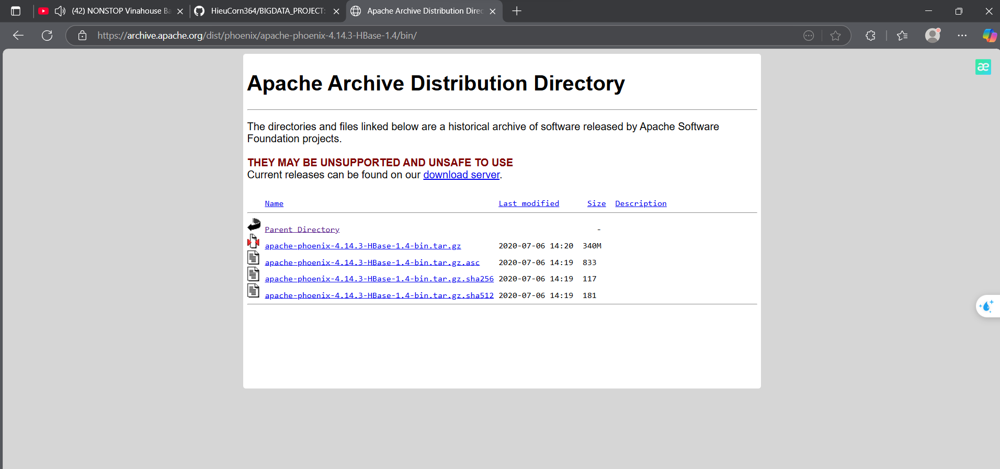 (42) NONSTOP Vinahouse Ba
HieuCorn364/BIGDATA_PROJECT:
Apache Archive Distribution Direc
https://archive.apache.org/dist/phoenix/apache-phoenix-4.14.3-HBase-1.4/bin/
æ
Apache Archive Distribution Directory
The directories and files linked below are a historical archive of software released by Apache Software
Foundation projects.
THEY MAY BE UNSUPPORTED AND UNSAFE TO USE
Current releases can be found on our download server.
Name Last modified Size Description
Parent Directory -
apache-phoenix-4.14.3-HBase-1.4-bin.tar.gz 2020-07-06 14:20 340M
apache-phoenix-4.14.3-HBase-1.4-bin.tar.gz.asc 2020-07-06 14:19 833
apache-phoenix-4.14.3-HBase-1.4-bin.tar.gz.sha256 2020-07-06 14:19 117
apache-phoenix-4.14.3-HBase-1.4-bin.tar.gz.sha512 2020-07-06 14:19 181